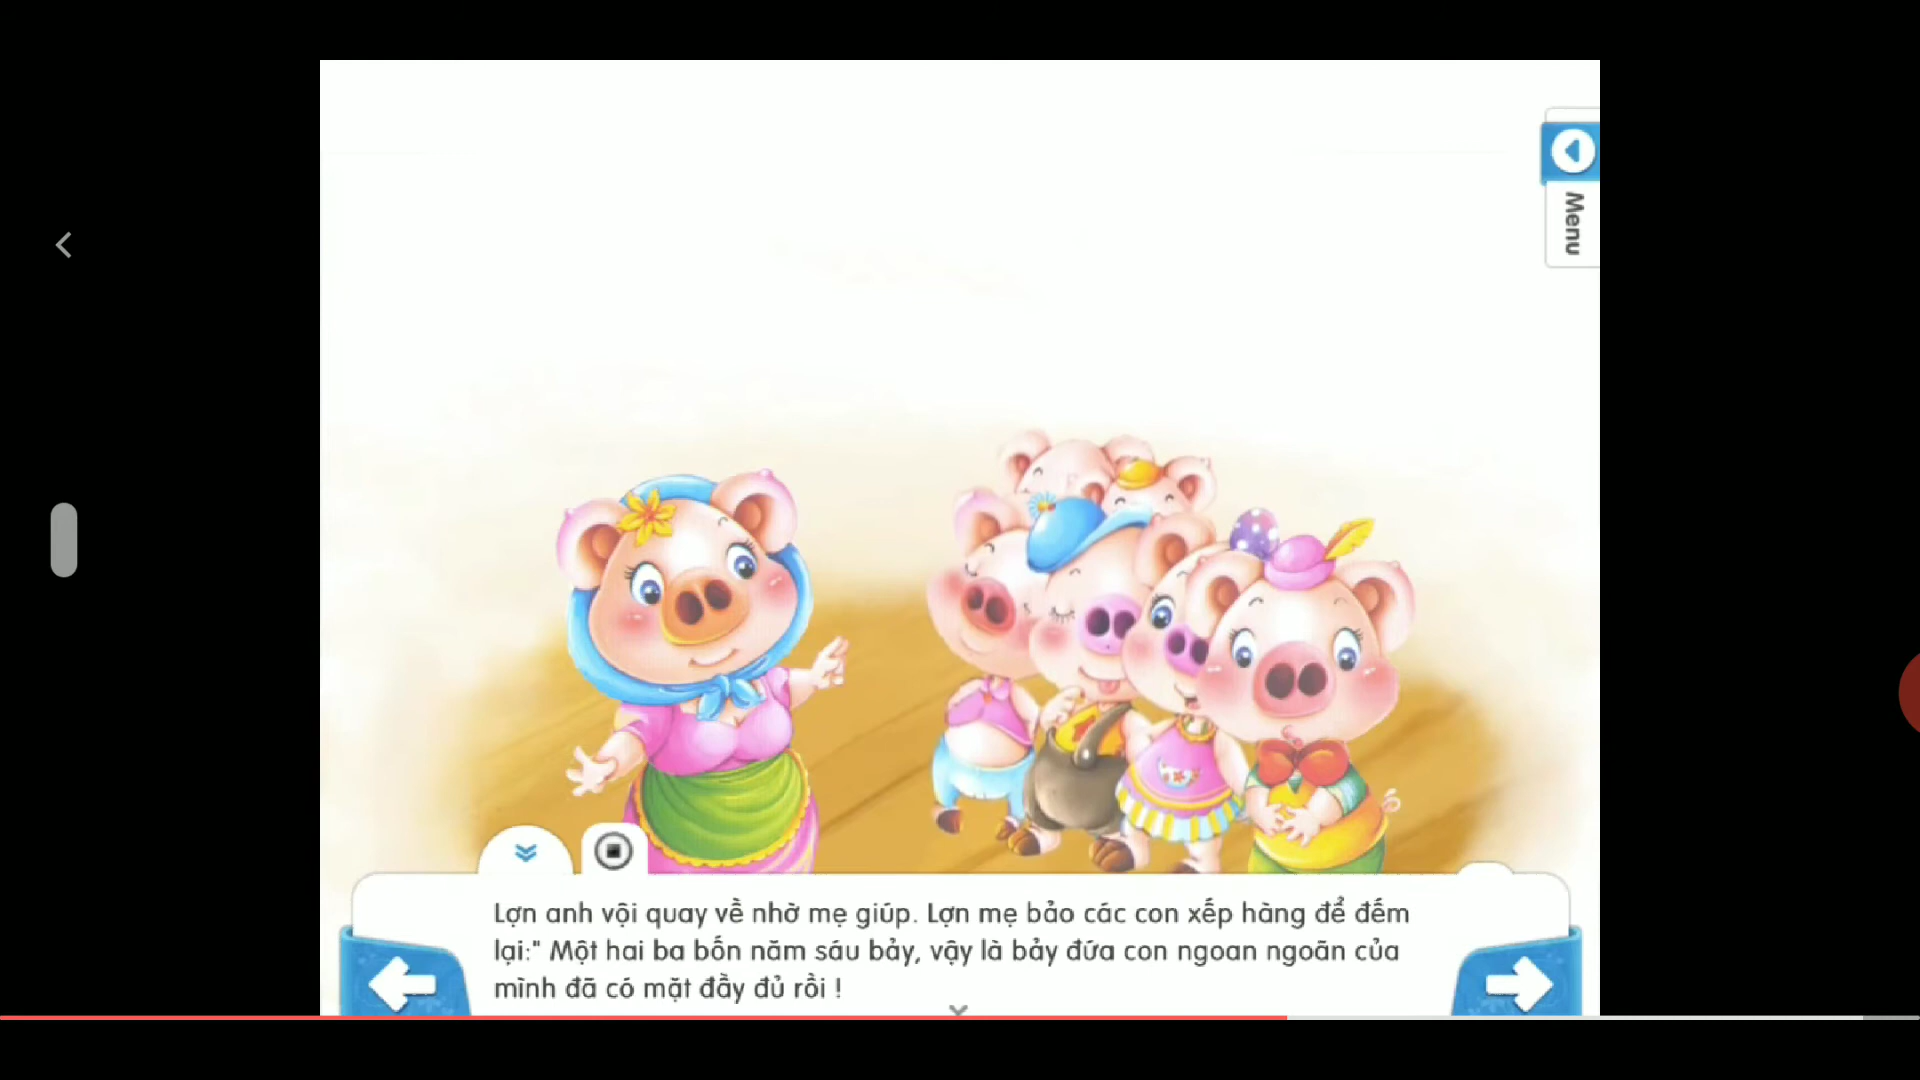 Menu
Lợn anh vội quay về nhờ mẹ giúp. Lợn mẹ bảo các con xếp hàng để đếm
lại:" Một hai ba bốn năm sáu bảy, vậy là bảy đứa con ngoan ngoãn của
mình đã có mặt đầy đủ rồi !